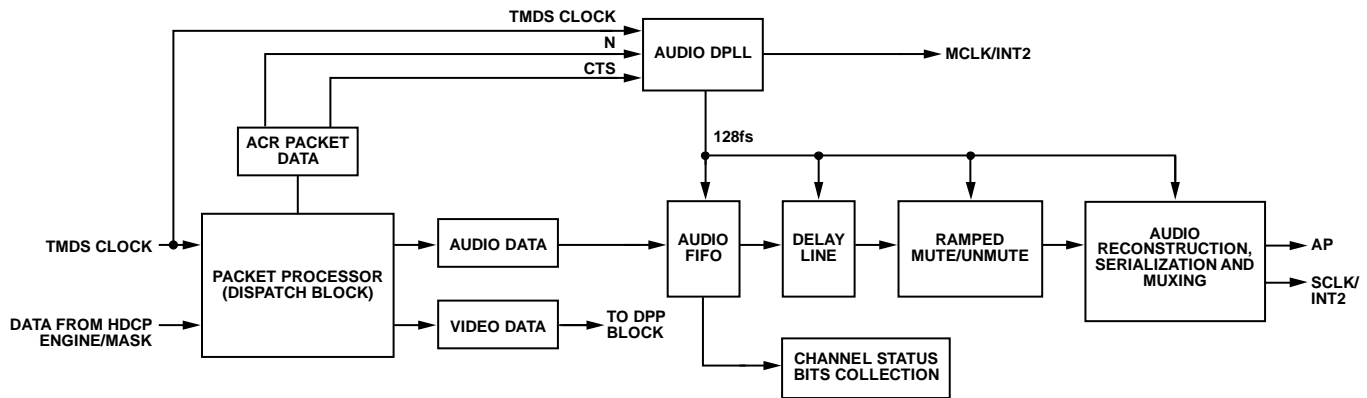 TMDS CLOCK
N
CTS
AUDIO DPLL
MCLK/INT2
ACR PACKET
DATA
128fs
TMDS CLOCK
DATA FROM HDCP
ENGINE/MASK
PACKET PROCESSOR
(DISPATCH BLOCK)
AUDIO DATA
VIDEO DATA
TO DPP
BLOCK
AUDIO
FIFO
DELAY
LINE
RAMPED
MUTE/UNMUTE
AUDIO
RECONSTRUCTION,
SERIALIZATION AND
MUXING
AP
SCLK/
INT2
CHANNEL STATUS
BITS COLLECTION